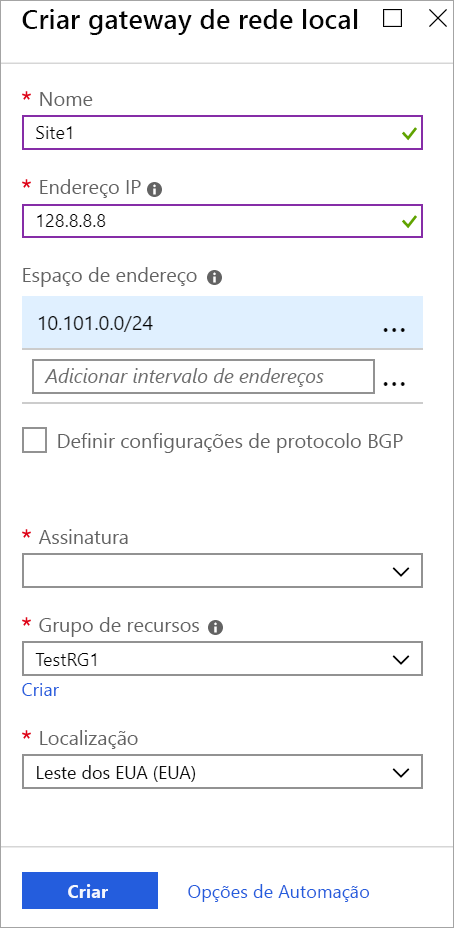 Criar gateway de rede local
* Nome
Site1
* Endereço IP
128.8.8.8
Espaço de endereço
10.101.0.0/24 ...
Adicionar intervalo de endereços ...
Definir configurações de protocolo BGP
* Assinatura
* Grupo de recursos
TestRG1
Criar
* Localização
Leste dos EUA (EUA)
Criar Opções de Automação